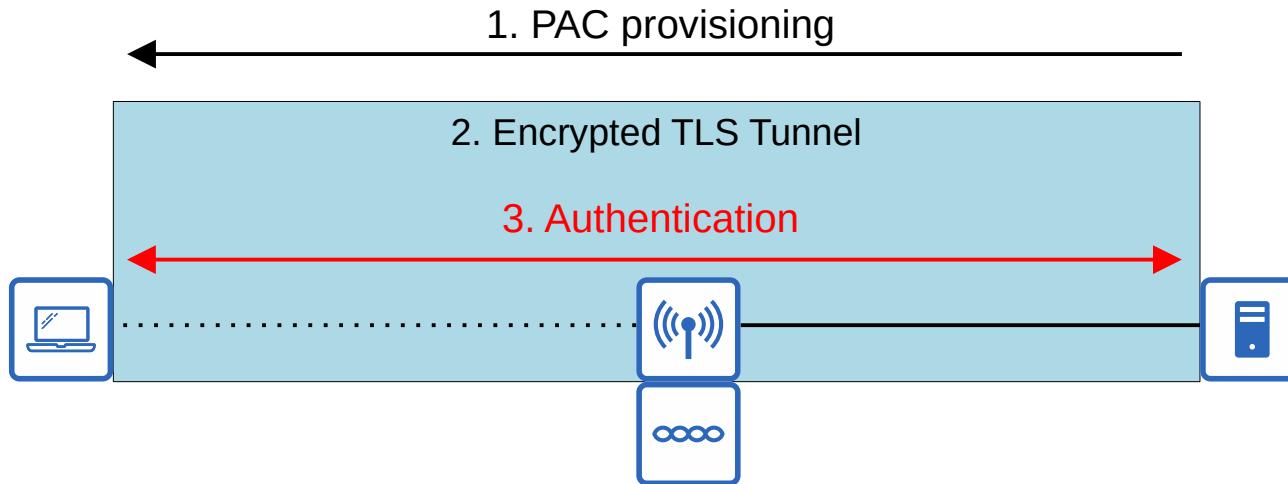 1. PAC provisioning
2. Encrypted TLS Tunnel
3. Authentication